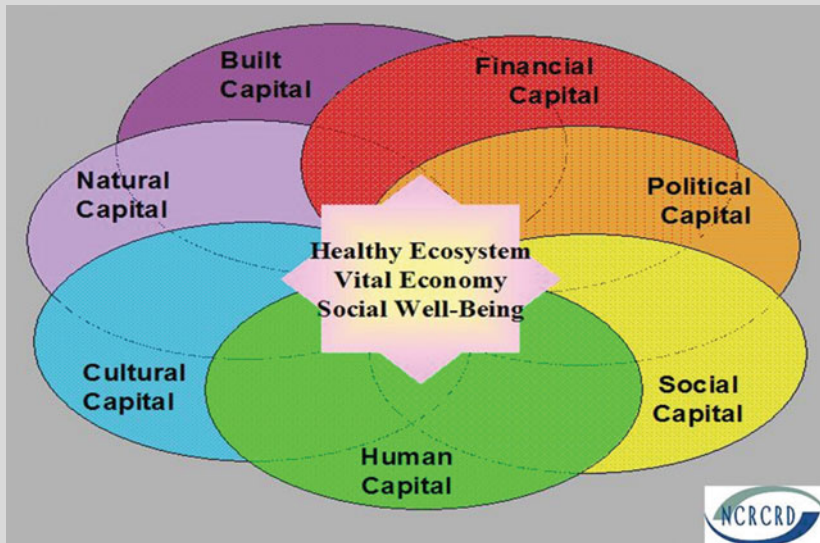 Built
Capital
Financial
Capital
Natural
Capital
Political
Capital
Healthy Ecosystem
Vital Economy
Social Well-Being
Cultural
Capital
Social
Capital
Human
Capital
NCRCRD